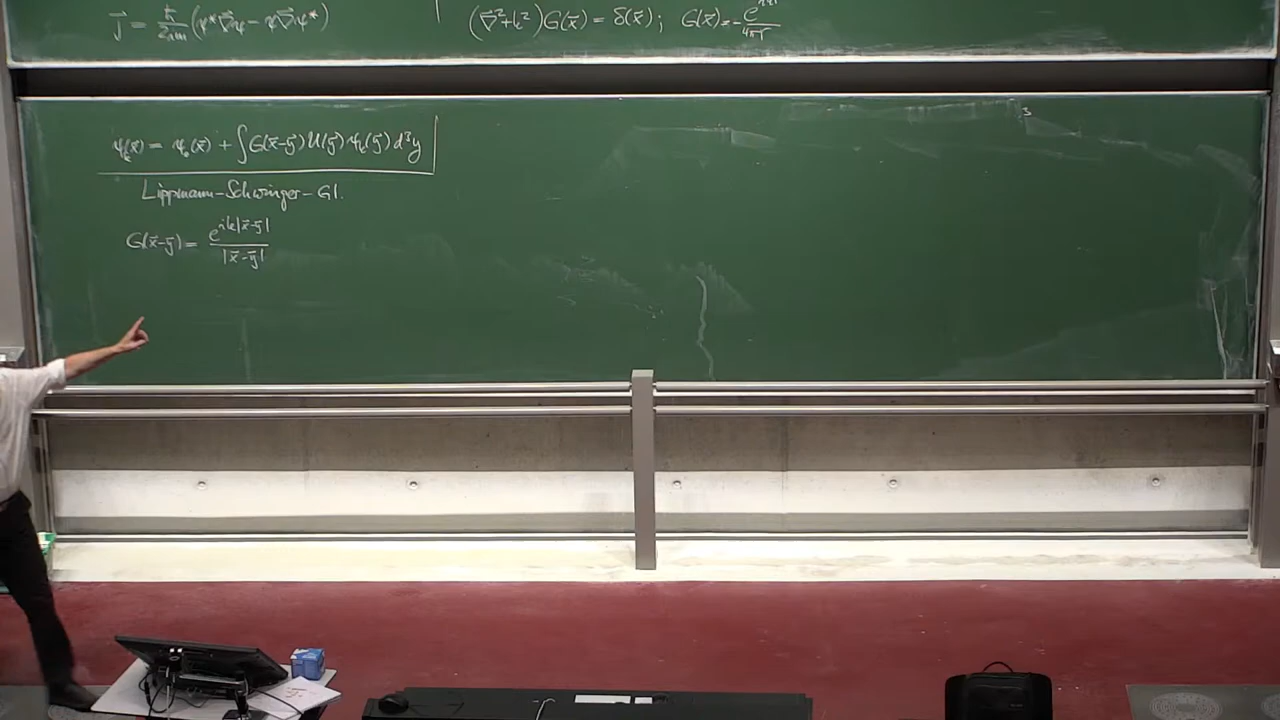 j⃗ = ℏ/2im (ψ*∇⃗ψ − ψ∇⃗ψ*)
(∇⃗²+k²)G(x⃗) = δ(x⃗) ; G(x⃗) = − e^{ikr}/4πr
ψ_k(x⃗) = ψ_0(x⃗) + ∫G(x⃗−y⃗) U(y⃗) ψ_k(y⃗) d³y
Lippmann-Schwinger-Gl.
G(x⃗−y⃗) = e^{ik|x⃗−y⃗|}/|x⃗−y⃗|